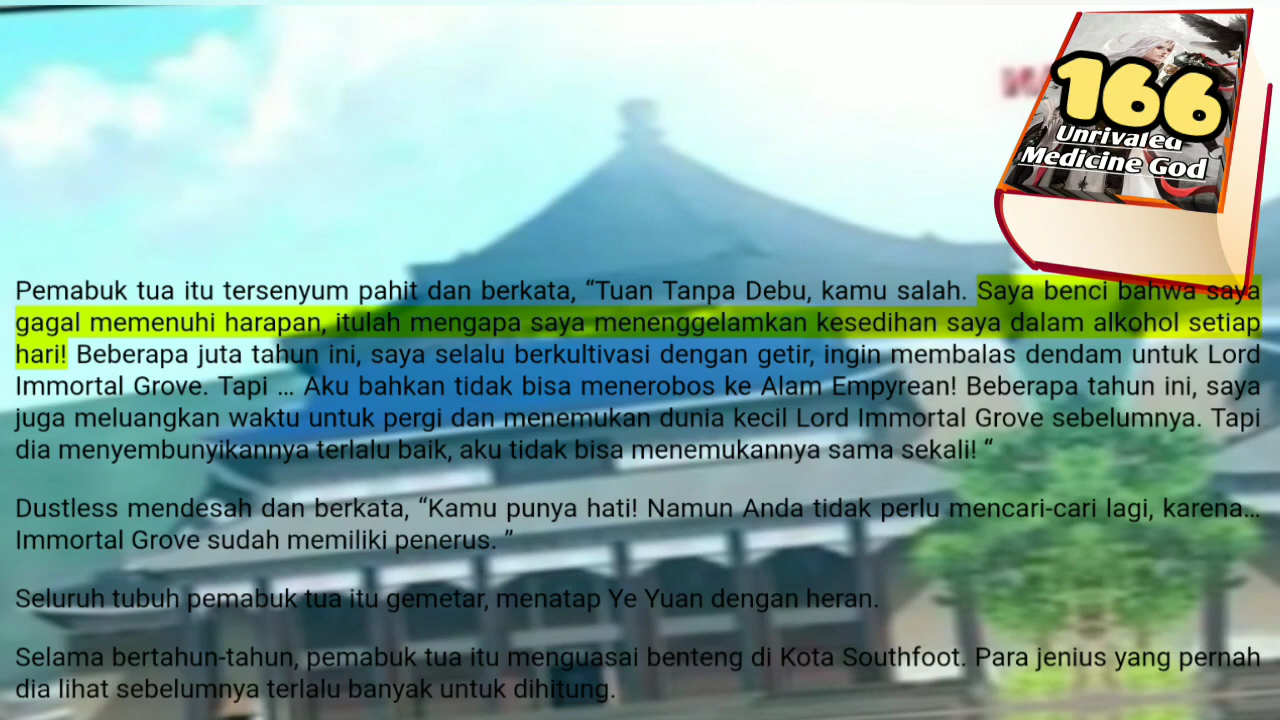 166
Unrivaled
Medicine God
Pemabuk tua itu tersenyum pahit dan berkata, “Tuan Tanpa Debu, kamu salah. Saya benci bahwa saya
gagal memenuhi harapan, itulah mengapa saya menenggelamkan kesedihan saya dalam alkohol setiap
hari! Beberapa juta tahun ini, saya selalu berkultivasi dengan getir, ingin membalas dendam untuk Lord
Immortal Grove. Tapi ... Aku bahkan tidak bisa menerobos ke Alam Empyrean! Beberapa tahun ini, saya
juga meluangkan waktu untuk pergi dan menemukan dunia kecil Lord Immortal Grove sebelumnya. Tapi
dia menyembunyikannya terlalu baik, aku tidak bisa menemukannya sama sekali! “
Dustless mendesah dan berkata, “Kamu punya hati! Namun Anda tidak perlu mencari-cari lagi, karena…
Immortal Grove sudah memiliki penerus. ”
Seluruh tubuh pemabuk tua itu gemetar, menatap Ye Yuan dengan heran.
Selama bertahun-tahun, pemabuk tua itu menguasai benteng di Kota Southfoot. Para jenius yang pernah
dia lihat sebelumnya terlalu banyak untuk dihitung.